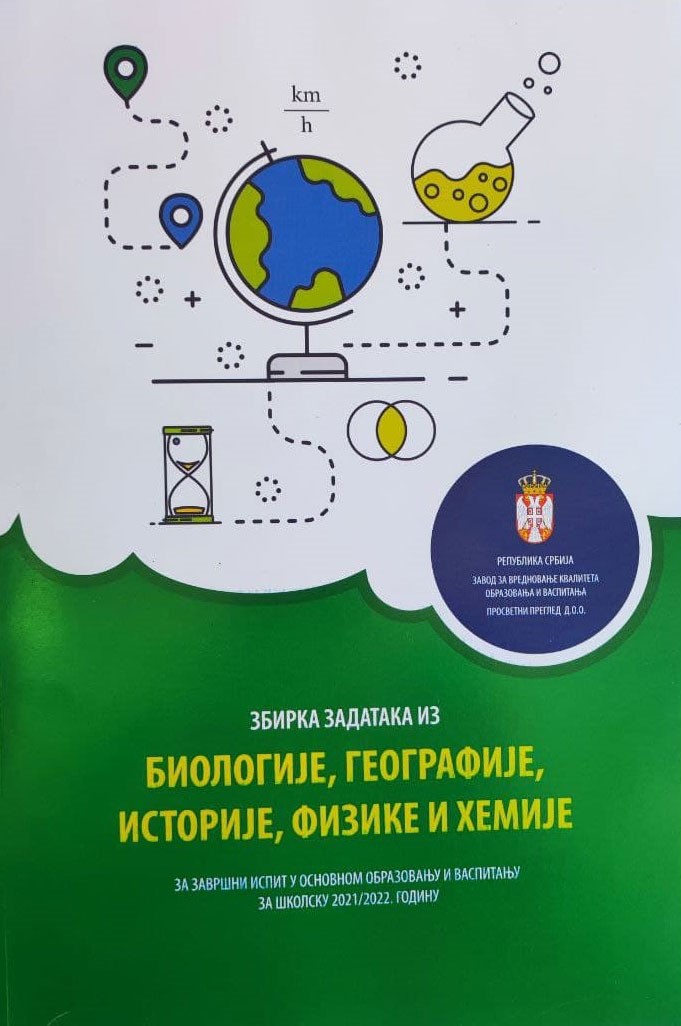 km
h
РЕПУБЛИКА СРБИЈА
ЗАВОД ЗА ВРЕДНОВАЊЕ КВАЛИТЕТА
ОБРАЗОВАЊА И ВАСПИТАЊА
ПРОСВЕТНИ ПРЕГЛЕД Д.О.О.
ЗБИРКА ЗАДАТАКА ИЗ
БИОЛОГИЈЕ, ГЕОГРАФИЈЕ,
ИСТОРИЈЕ, ФИЗИКЕ И ХЕМИЈЕ
ЗА ЗАВРШНИ ИСПИТ У ОСНОВНОМ ОБРАЗОВАЊУ И ВАСПИТАЊУ
ЗА ШКОЛСКУ 2021/2022. ГОДИНУ